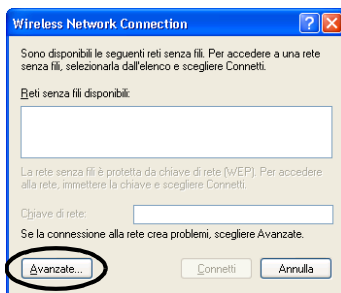 Wireless Network Connection
Sono disponibili le seguenti reti senza fili. Per accedere a una rete
senza fili, selezionarla dall'elenco e scegliere Connetti.
Reti senza fili disponibili:
La rete senza fili è protetta da chiave di rete (WEP). Per accedere
alla rete, immettere la chiave e scegliere Connetti.
Chiave di rete:
Se la connessione alla rete crea problemi, scegliere Avanzate.
Avanzate... Connetti Annulla